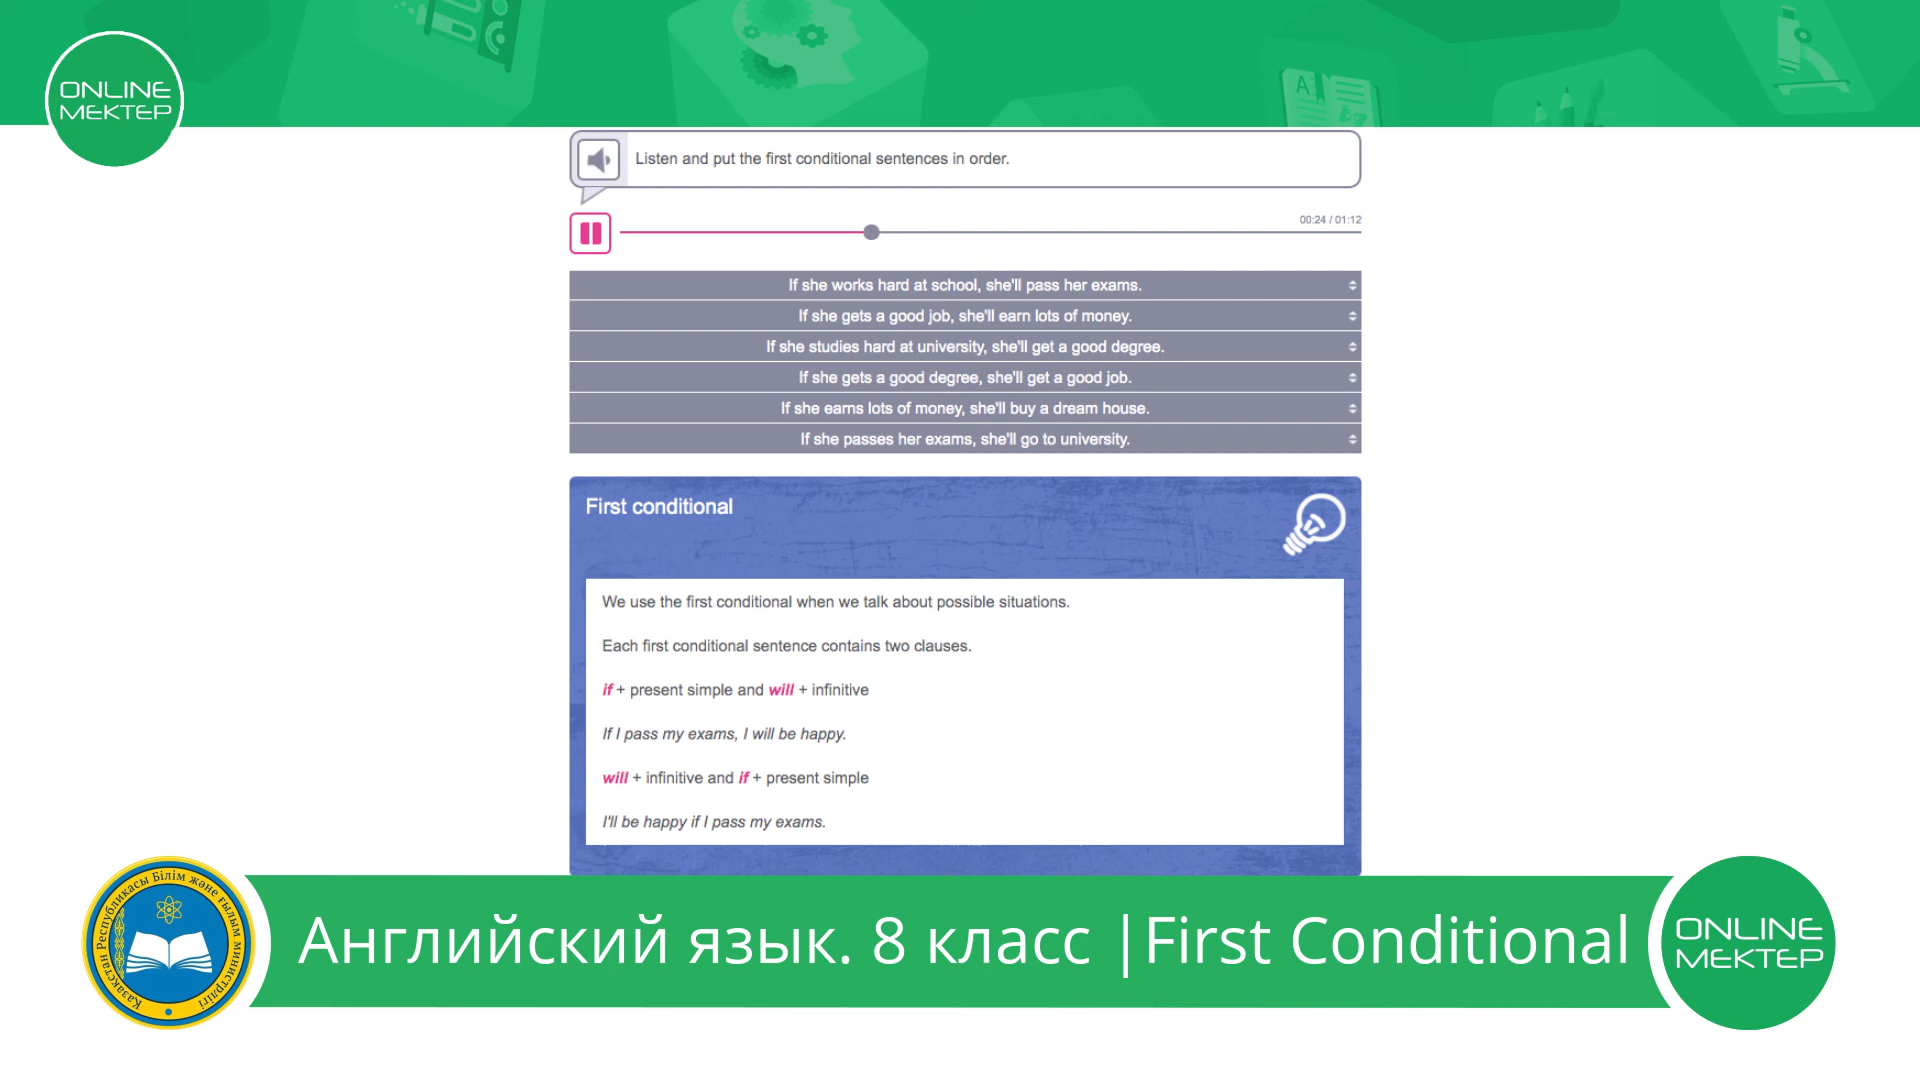 ONLINE
MEKTEP
Listen and put the first conditional sentences in order.
00:24 / 01:12
If she works hard at school, she'll pass her exams.
If she gets a good job, she'll earn lots of money.
If she studies hard at university, she'll get a good degree.
If she gets a good degree, she'll get a good job.
If she earns lots of money, she'll buy a dream house.
If she passes her exams, she'll go to university.
First conditional
We use the first conditional when we talk about possible situations.
Each first conditional sentence contains two clauses.
if + present simple and will + infinitive
If I pass my exams, I will be happy.
will + infinitive and if + present simple
I'll be happy if I pass my exams.
Қазақстан Республикасы Білім және ғылым министрлігі
Английский язык. 8 класс |First Conditional
ONLINE
MEKTEP